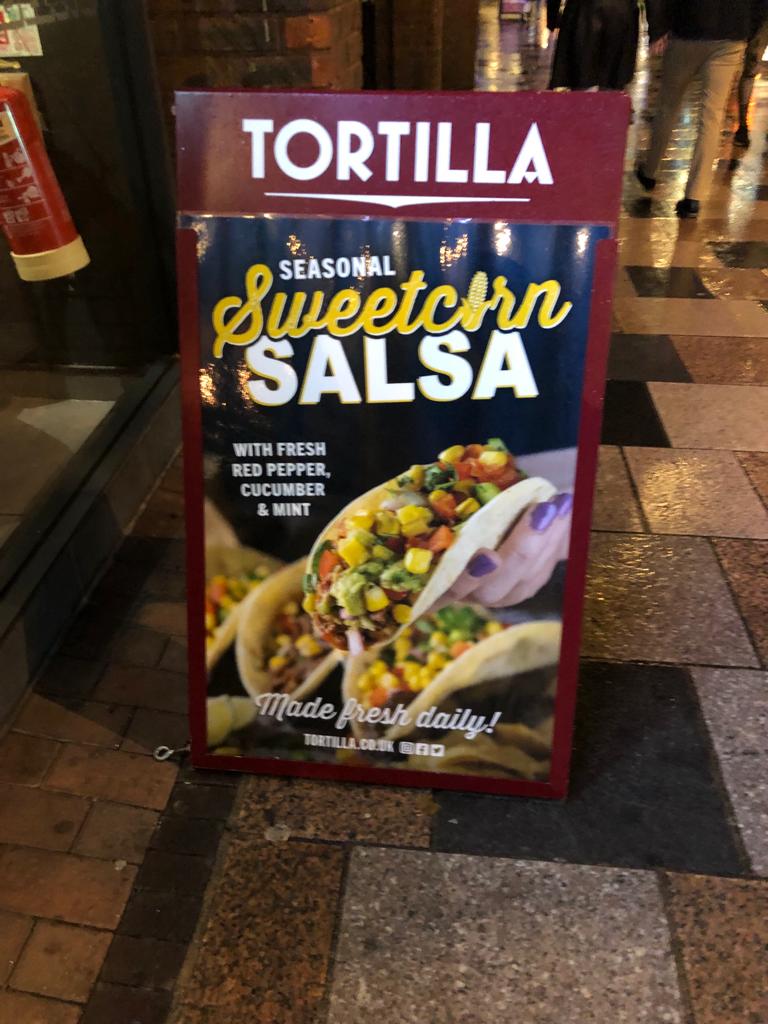 TORTILLA
SEASONAL
Sweetcorn
SALSA
WITH FRESH
RED PEPPER,
CUCUMBER
& MINT
Made fresh daily!
TORTILLA.CO.UK